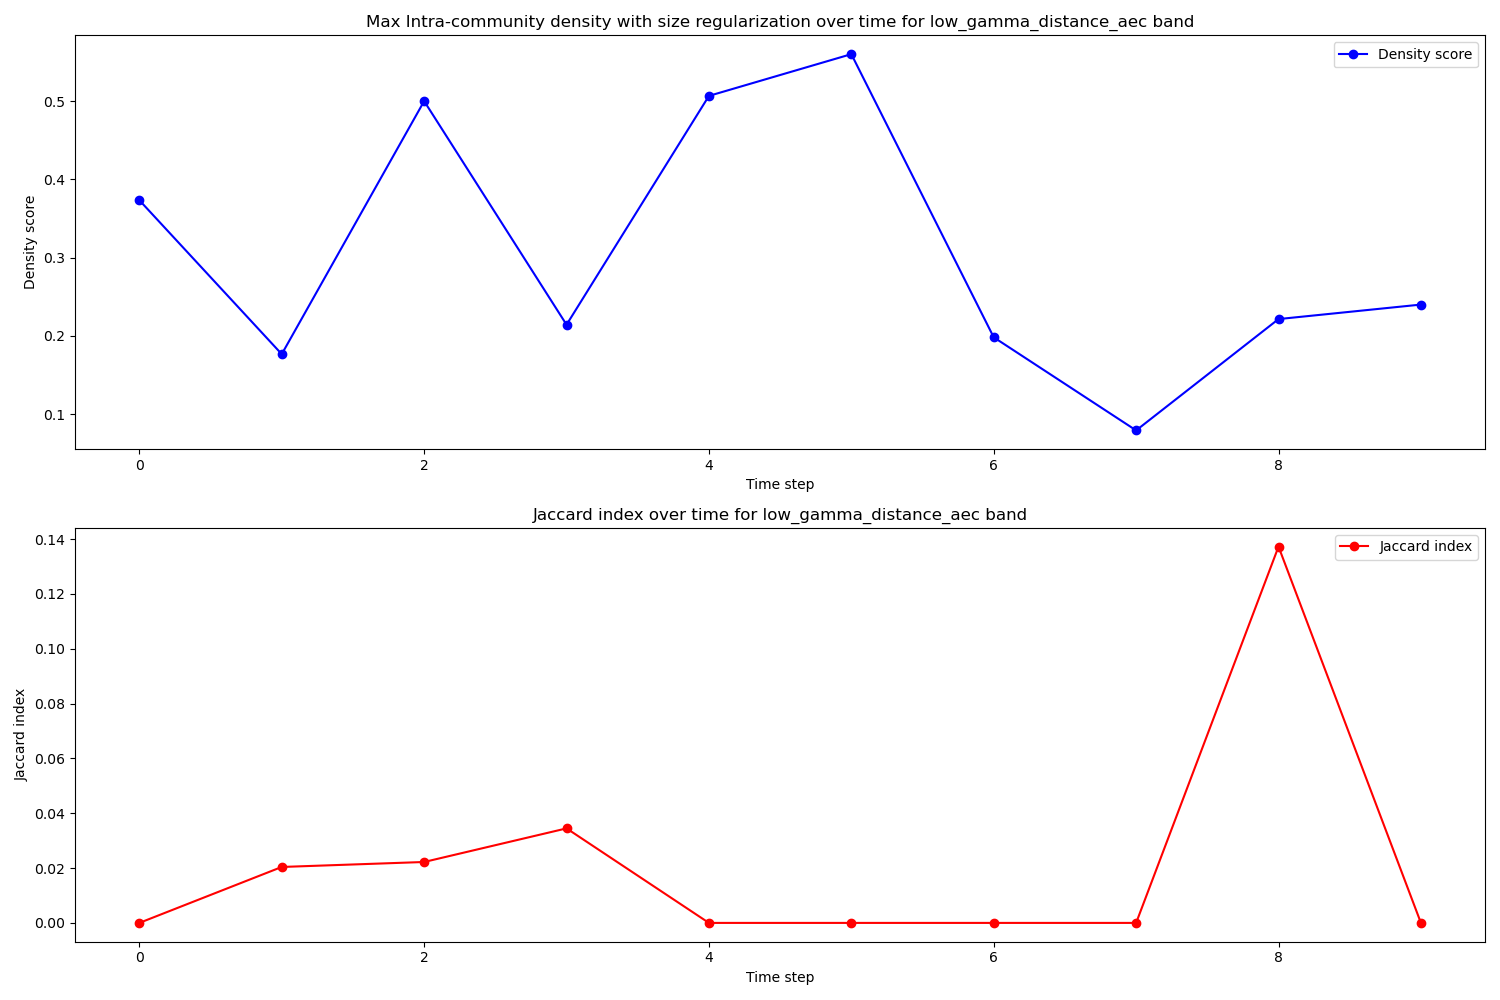 Max Intra-community density with size regularization over time for low_gamma_distance_aec band
Density score
0.5
0.4
0.3
0.2
0.1
Density score
0 2 4 6 8
Time step
Jaccard index over time for low_gamma_distance_aec band
Jaccard index
0.14
0.12
0.10
0.08
0.06
0.04
0.02
0.00
Jaccard index
0 2 4 6 8
Time step